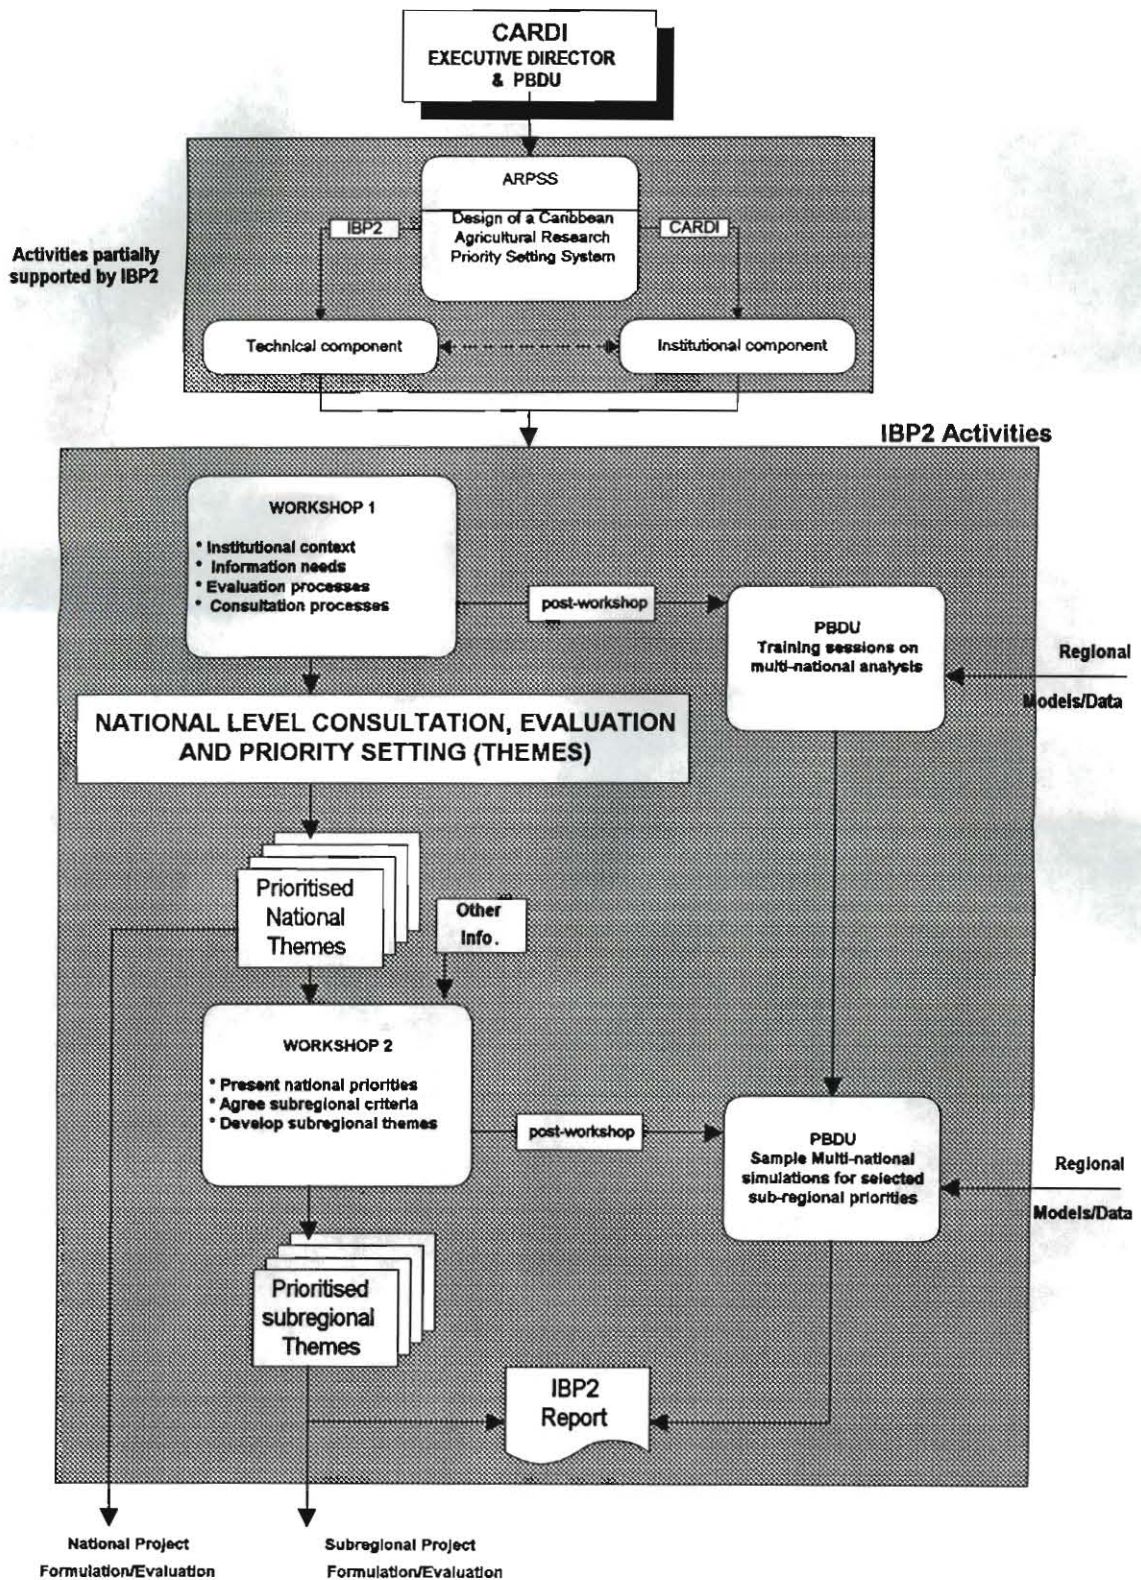 CARDI
EXECUTIVE DIRECTOR
& PBDU
ARPSS
Design of a Caribbean
Agricultural Research
Priority Setting System
IBP2
CARDI
Activities partially
supported by IBP2
Technical component
Institutional component
IBP2 Activities
WORKSHOP 1
* Institutional context
* Information needs
* Evaluation processes
* Consultation processes
post-workshop
PBDU
Training sessions on
multi-national analysis
Regional
Models/Data
NATIONAL LEVEL CONSULTATION, EVALUATION
AND PRIORITY SETTING (THEMES)
Prioritised
National
Themes
Other
Info.
WORKSHOP 2
* Present national priorities
* Agree subregional criteria
* Develop subregional themes
post-workshop
PBDU
Sample Multi-national
simulations for selected
sub-regional priorities
Regional
Models/Data
Prioritised
subregional
Themes
IBP2
Report
National Project
Formulation/Evaluation
Subregional Project
Formulation/Evaluation